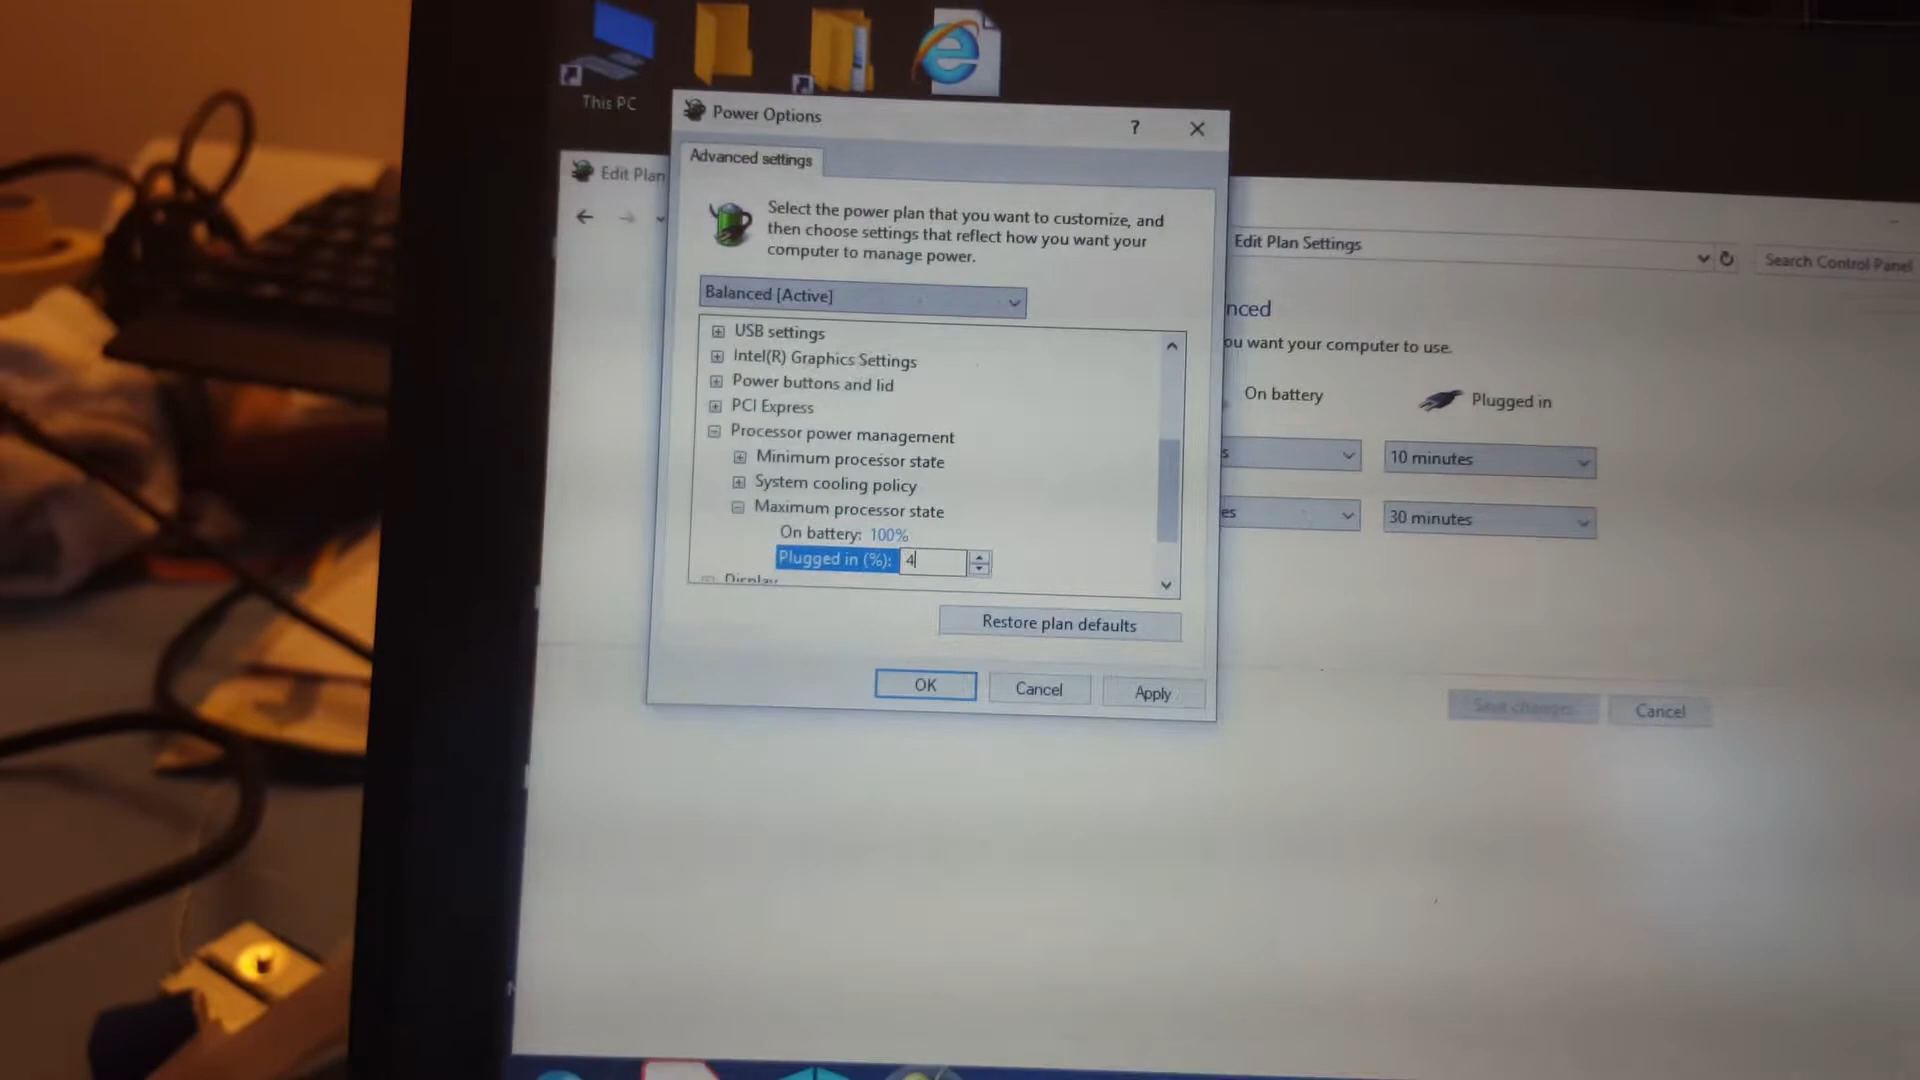 This PC
Power Options
?
Advanced settings
Edit Plan
Select the power plan that you want to customize, and
then choose settings that reflect how you want your
computer to manage power.
Edit Plan Settings
Search Control Panel
Balanced [Active]
nced
USB settings
ou want your computer to use.
Intel(R) Graphics Settings
Power buttons and lid
On battery
Plugged in
PCI Express
Processor power management
s
10 minutes
Minimum processor state
System cooling policy
Maximum processor state
es
30 minutes
On battery: 100%
Plugged in (%): 4
Display
Restore plan defaults
OK
Cancel
Apply
Save changes
Cancel